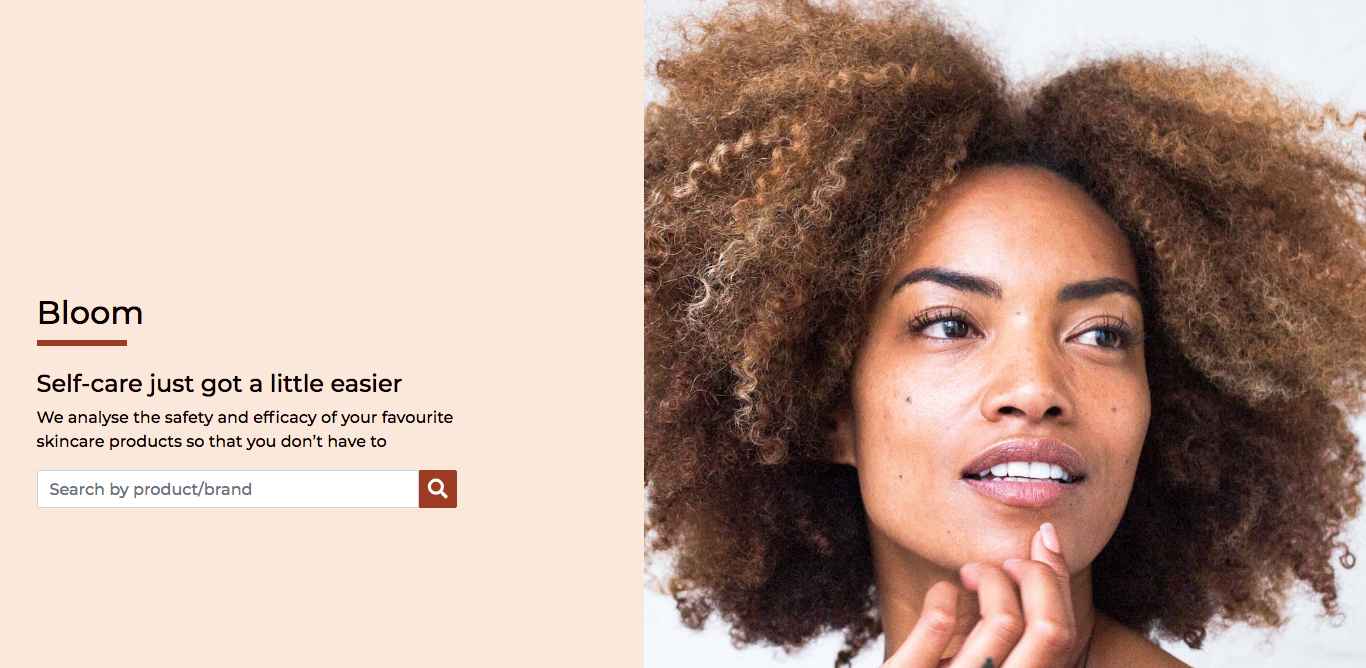 Bloom
Self-care just got a little easier
We analyse the safety and efficacy of your favourite
skincare products so that you don’t have to
Search by product/brand